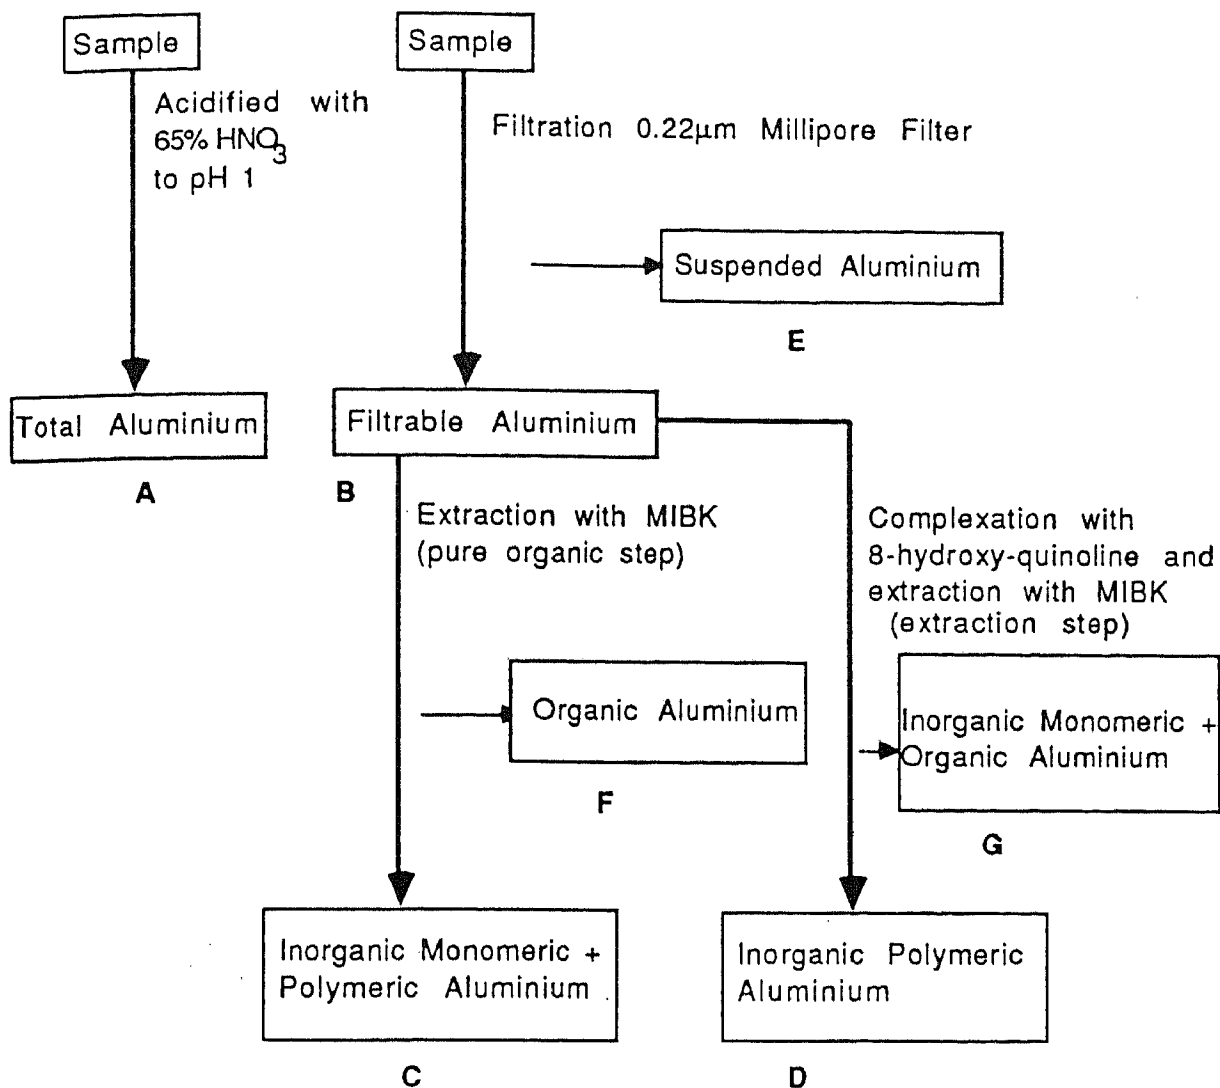 Sample
Acidified with
65% HNO3
to pH 1
Total Aluminium
A
Sample
Filtration 0.22µm Millipore Filter
Suspended Aluminium
E
Filtrable Aluminium
B
Extraction with MIBK
(pure organic step)
Organic Aluminium
F
Complexation with
8-hydroxy-quinoline and
extraction with MIBK
(extraction step)
Inorganic Monomeric +
Organic Aluminium
G
Inorganic Monomeric +
Polymeric Aluminium
C
Inorganic Polymeric
Aluminium
D